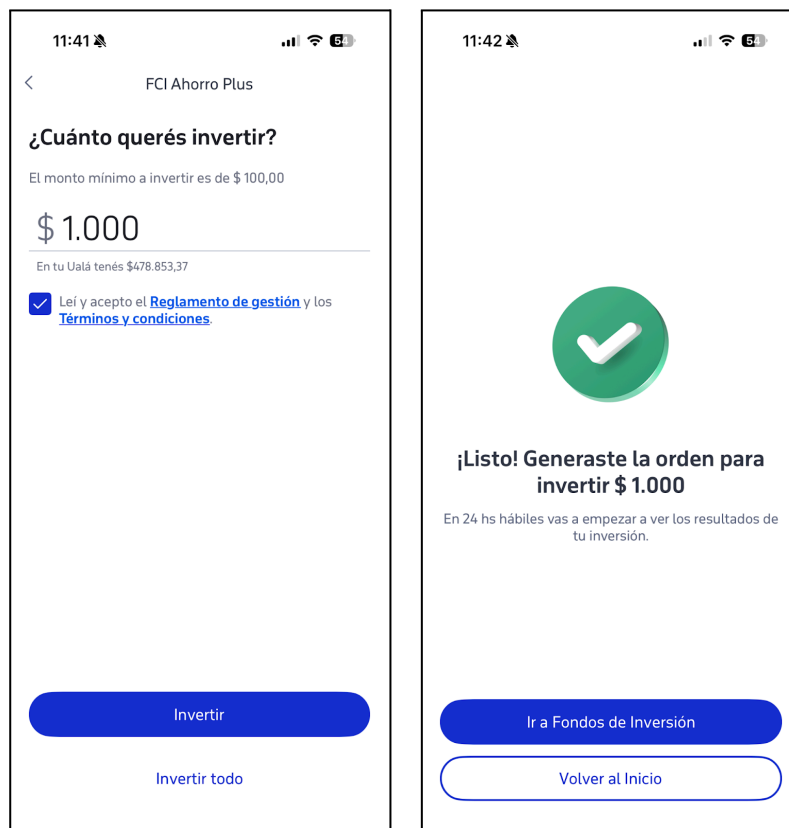 11:41
54
FCI Ahorro Plus
¿Cuánto querés invertir?
El monto mínimo a invertir es de $ 100,00
$ 1.000
En tu Ualá tenés $478.853,37
Leí y acepto el Reglamento de gestión y los
Términos y condiciones.
Invertir
Invertir todo
11:42
54
¡Listo! Generaste la orden para
invertir $ 1.000
En 24 hs hábiles vas a empezar a ver los resultados de
tu inversión.
Ir a Fondos de Inversión
Volver al Inicio